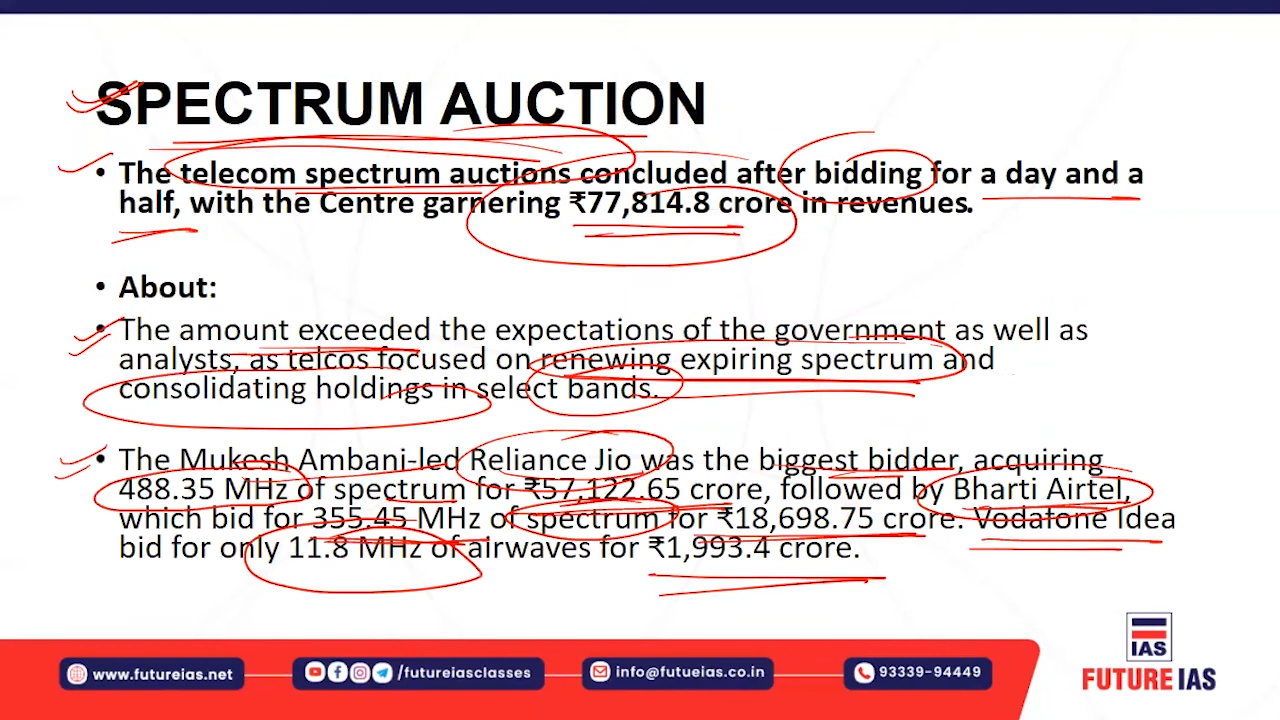 SPECTRUM AUCTION
• The telecom spectrum auctions concluded after bidding for a day and a
half, with the Centre garnering ₹77,814.8 crore in revenues.
• About:
• The amount exceeded the expectations of the government as well as
analysts, as telcos focused on renewing expiring spectrum and
consolidating holdings in select bands.
• The Mukesh Ambani-led Reliance Jio was the biggest bidder, acquiring
488.35 MHz of spectrum for ₹57,122.65 crore, followed by Bharti Airtel,
which bid for 355.45 MHz of spectrum for ₹18,698.75 crore. Vodafone Idea
bid for only 11.8 MHz of airwaves for ₹1,993.4 crore.
IAS
FUTURE IAS
www.futureias.net
/futureiasclasses
info@futueias.co.in
93339-94449